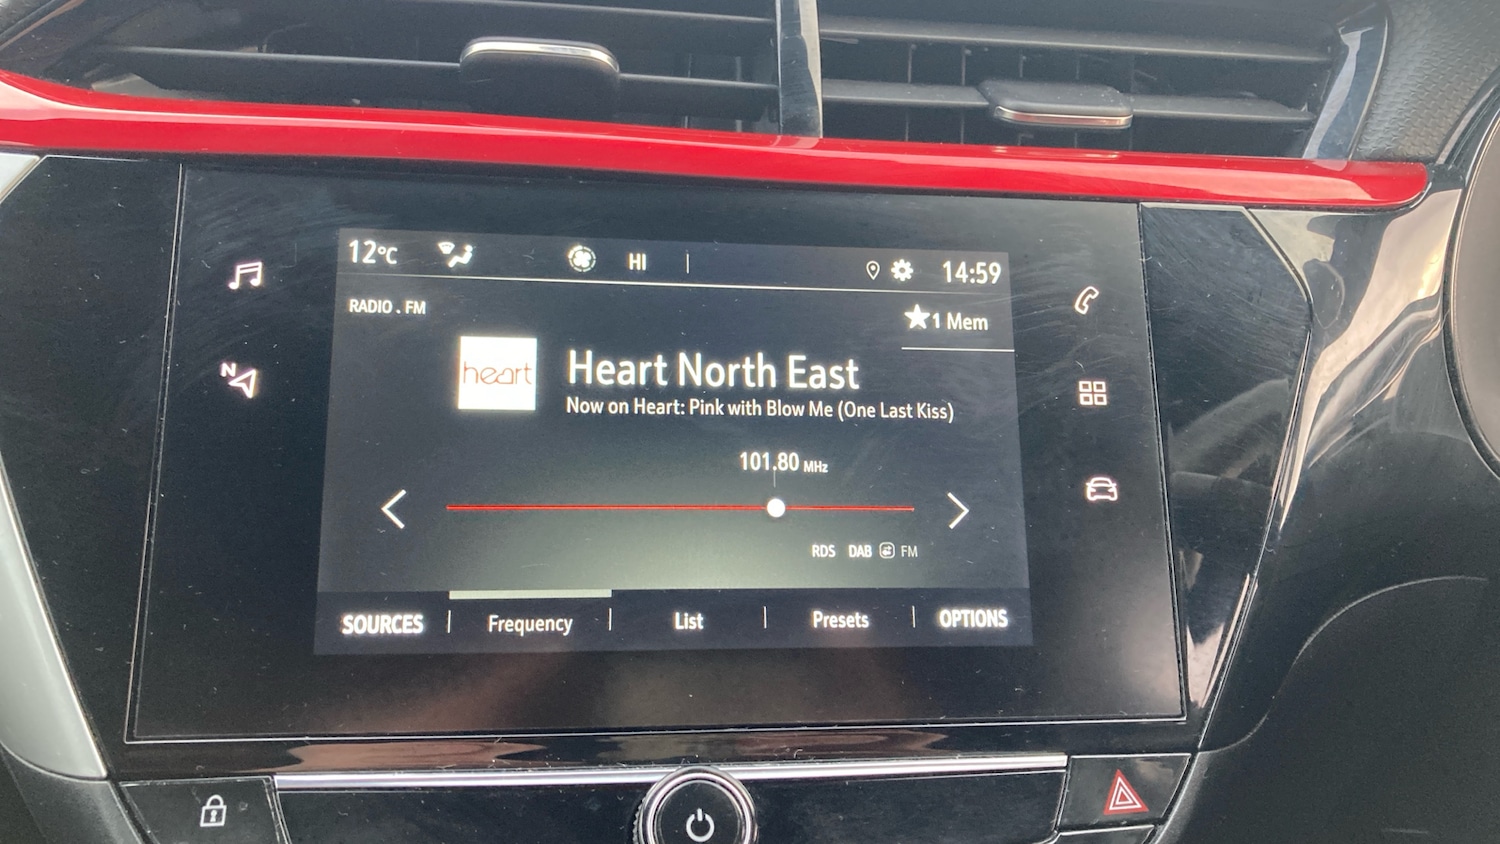 12°C HI 14:59
RADIO . FM
1 Mem
heart
Heart North East
Now on Heart: Pink with Blow Me (One Last Kiss)
N
101.80 MHz
RDS DAB FM
SOURCES Frequency List Presets OPTIONS